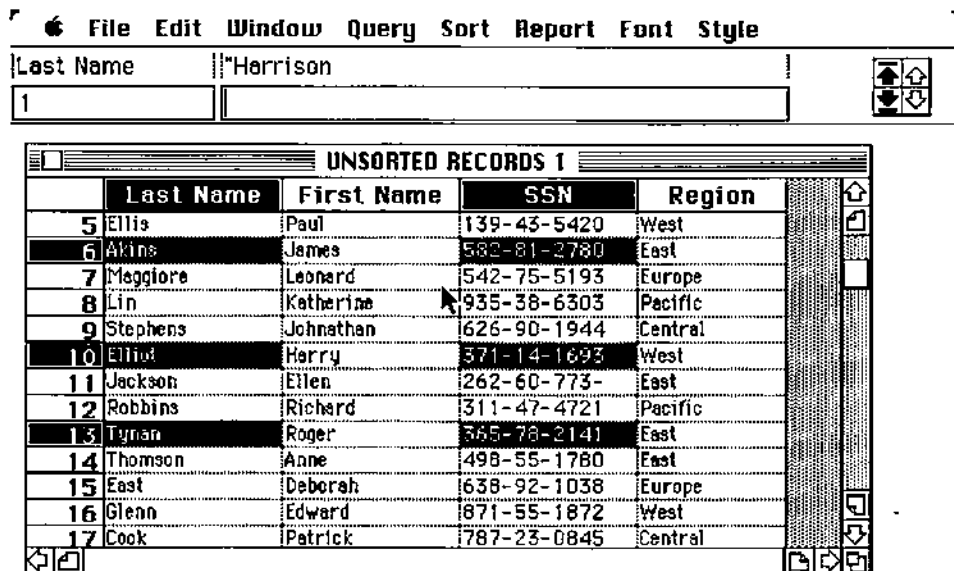 File Edit Window Query Sort Report Font Style
Last Name "Harrison
1
UNSORTED RECORDS 1
Last Name First Name SSN Region
5 Ellis Paul 139-43-5420 West
6 Akins James 582-81-2780 East
7 Maggiore Leonard 542-75-5193 Europe
8 Lin Katherine 935-38-6303 Pacific
9 Stephens Johnathan 626-90-1944 Central
10 Elliot Harry 371-14-1693 West
11 Jackson Ellen 262-60-773- East
12 Robbins Richard 311-47-4721 Pacific
13 Tynan Roger 365-78-2141 East
14 Thomson Anne 498-55-1780 East
15 East Deborah 638-92-1038 Europe
16 Glenn Edward 871-55-1872 West
17 Cook Patrick 787-23-0845 Central